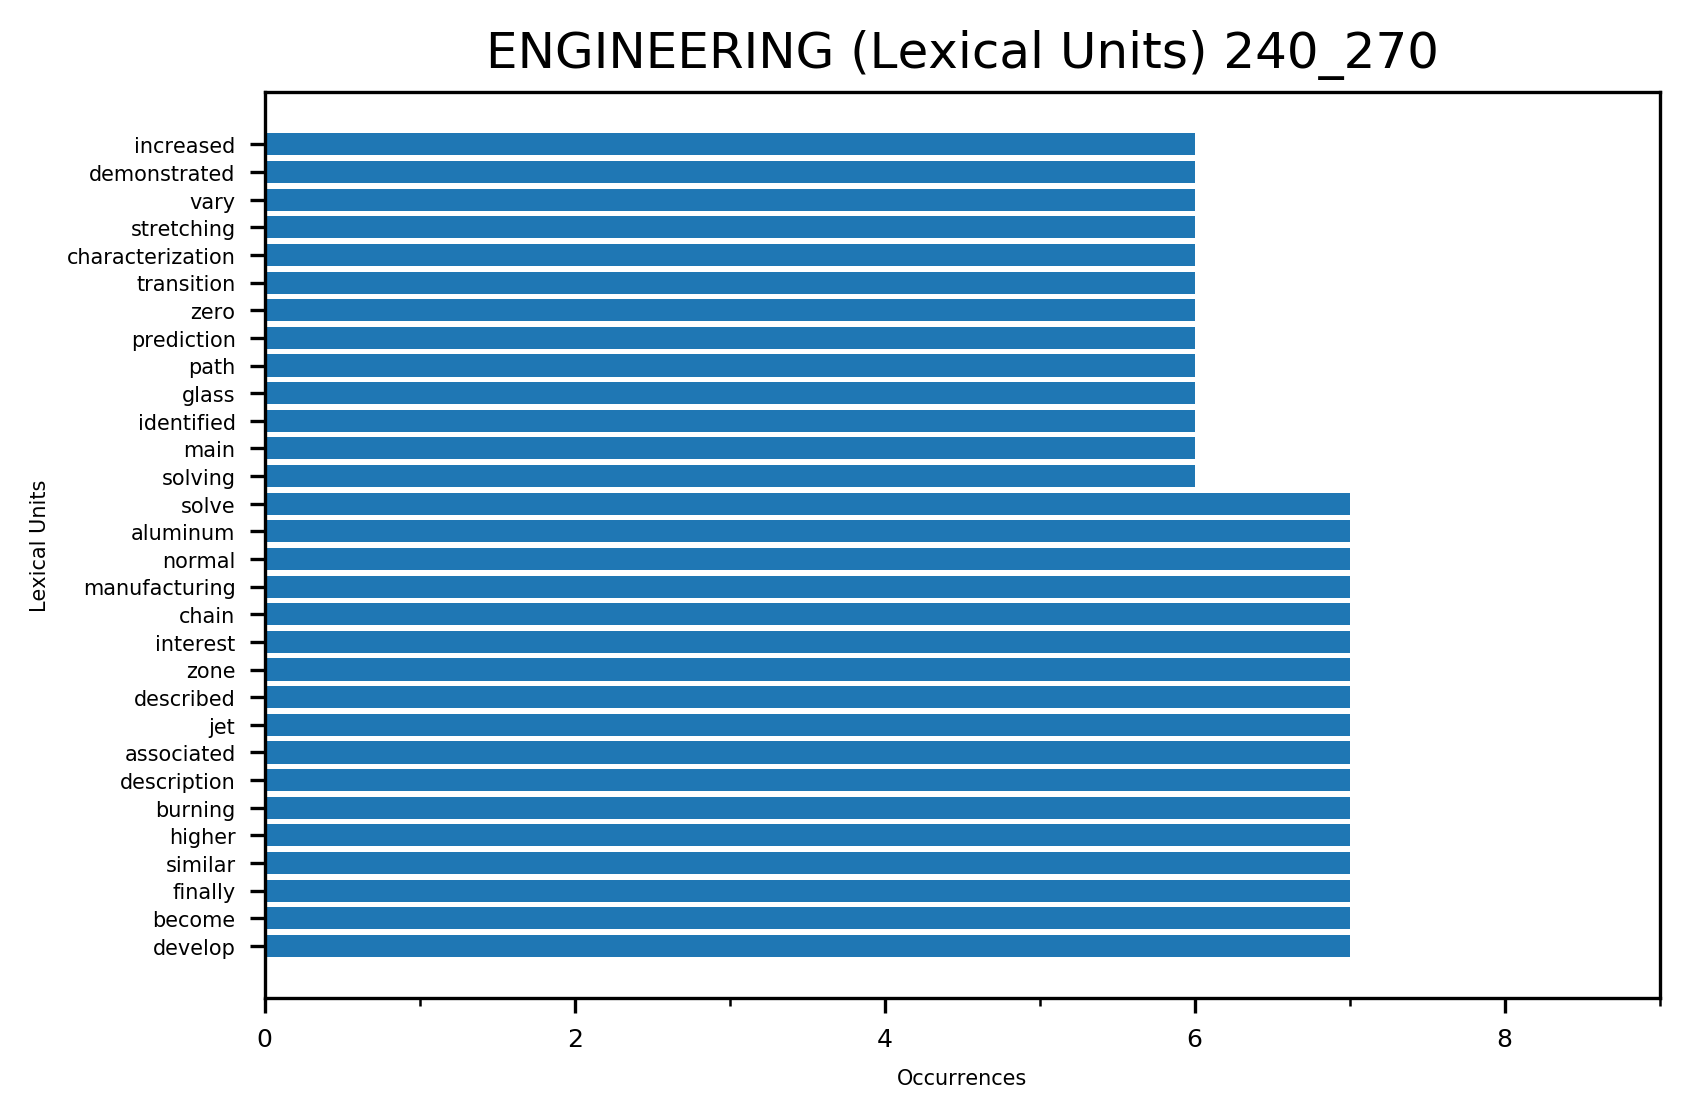 ENGINEERING (Lexical Units) 240_270
increased
demonstrated
vary
stretching
characterization
transition
zero
prediction
path
glass
identified
main
solving
solve
aluminum
normal
manufacturing
chain
interest
zone
described
jet
associated
description
burning
higher
similar
finally
become
develop
Lexical Units
0 2 4 6 8
Occurrences